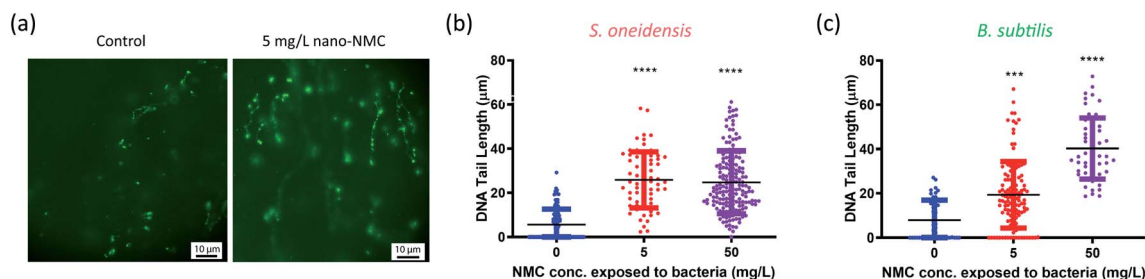 (a)
Control
5 mg/L nano-NMC
10 μm
10 μm
(b)
S. oneidensis
DNA Tail Length (μm)
80
60
40
20
0
****
****
0
5
50
NMC conc. exposed to bacteria (mg/L)
(c)
B. subtilis
DNA Tail Length (μm)
80
60
40
20
0
***
****
0
5
50
NMC conc. exposed to bacteria (mg/L)